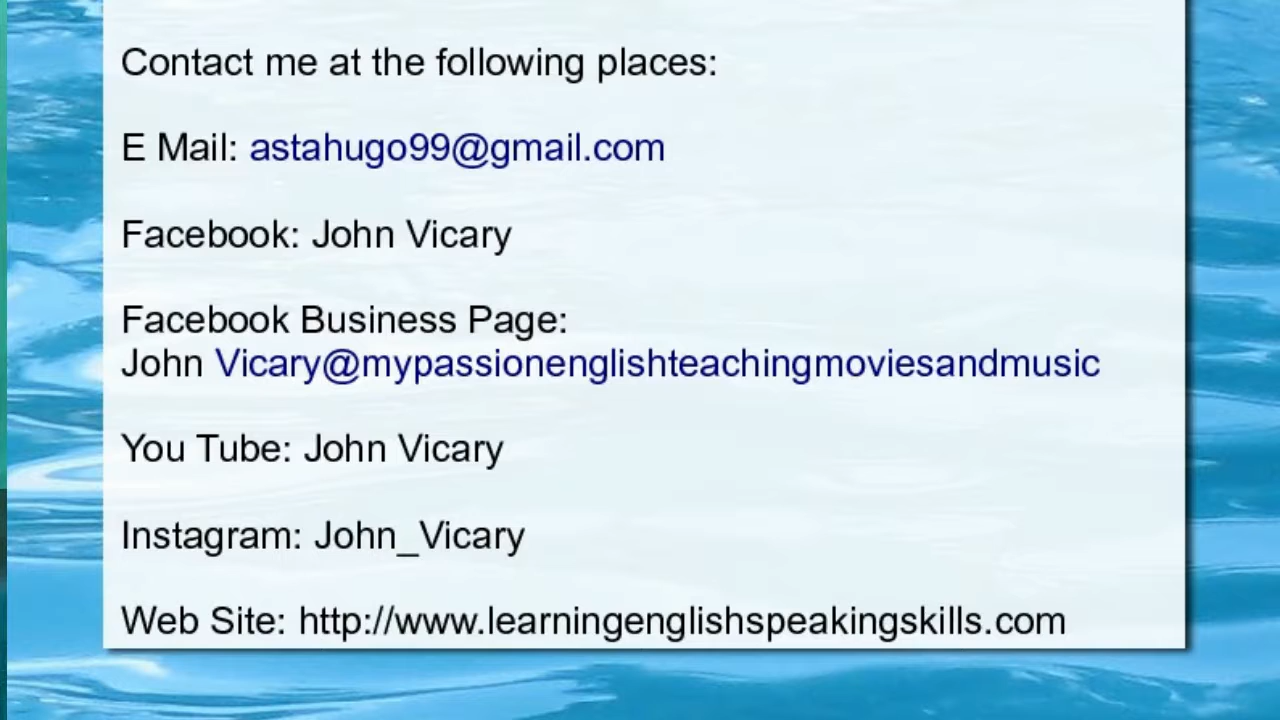 Contact me at the following places:
E Mail: astahugo99@gmail.com
Facebook: John Vicary
Facebook Business Page:
John Vicary@mypassionenglishteachingmoviesandmusic
You Tube: John Vicary
Instagram: John_Vicary
Web Site: http://www.learningenglishspeakingskills.com